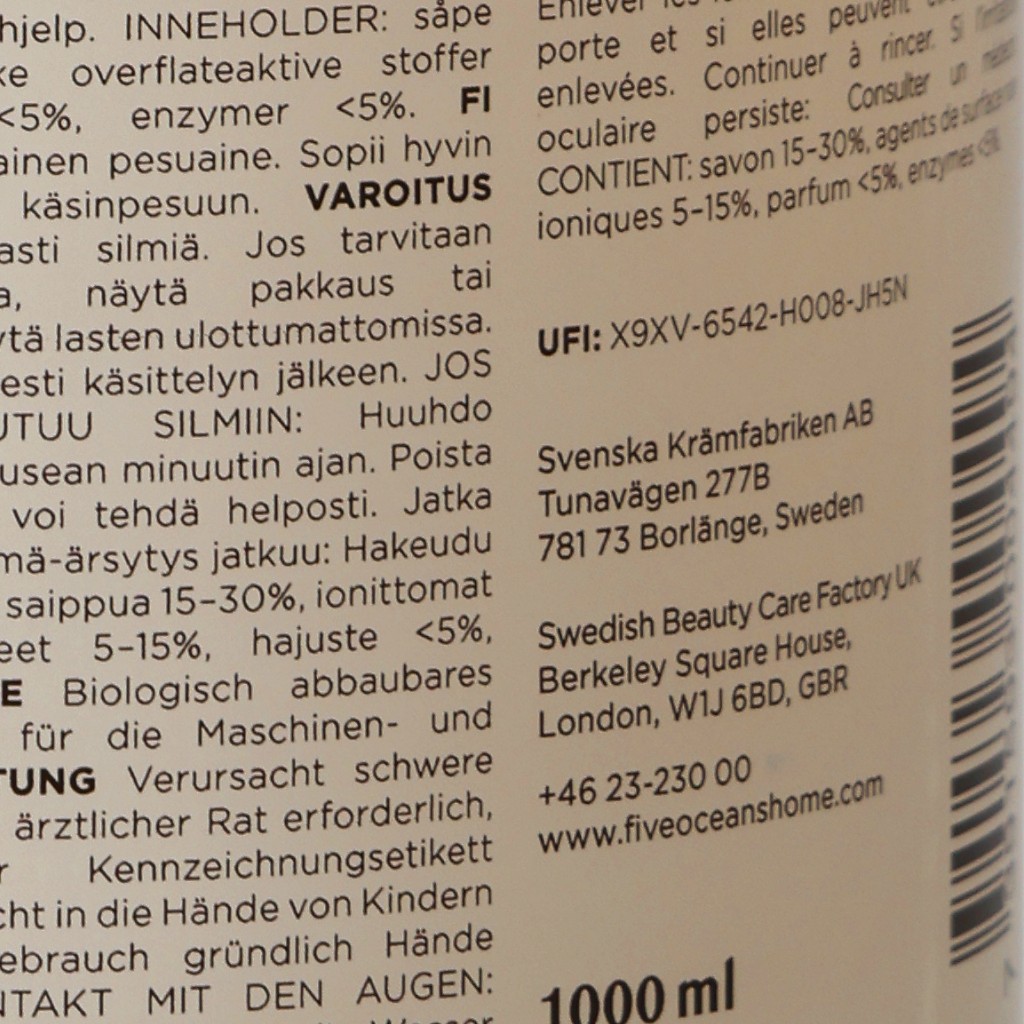 hjelp. INNEHOLDER: såpe
ke overflateaktive stoffer
<5%, enzymer <5%. FI
ainen pesuaine. Sopii hyvin
käsinpesuun. VAROITUS
asti silmiä. Jos tarvitaan
a, näytä pakkaus tai
ytä lasten ulottumattomissa.
esti käsittelyn jälkeen. JOS
UTUU SILMIIN: Huuhdo
usean minuutin ajan. Poista
voi tehdä helposti. Jatka
mä-ärsytys jatkuu: Hakeudu
saippua 15-30%, ionittomat
eet 5-15%, hajuste <5%,
E Biologisch abbaubares
für die Maschinen- und
TUNG Verursacht schwere
ärztlicher Rat erforderlich,
r Kennzeichnungsetikett
cht in die Hände von Kindern
ebrauch gründlich Hände
NTAKT MIT DEN AUGEN:
Wasser
Enlever les
porte et si elles peuvent
enlevées. Continuer à rincer. Si
oculaire persiste: Consulter un
CONTIENT: savon 15-30%, agents de surface
ioniques 5-15%, parfum <5%, enzymes <5%.
UFI: X9XV-6542-H008-JH5N
Svenska Krämfabriken AB
Tunavägen 277B
781 73 Borlänge, Sweden
Swedish Beauty Care Factory UK
Berkeley Square House,
London, W1J 6BD, GBR
+46 23-230 00
www.fiveoceanshome.com
1000 ml